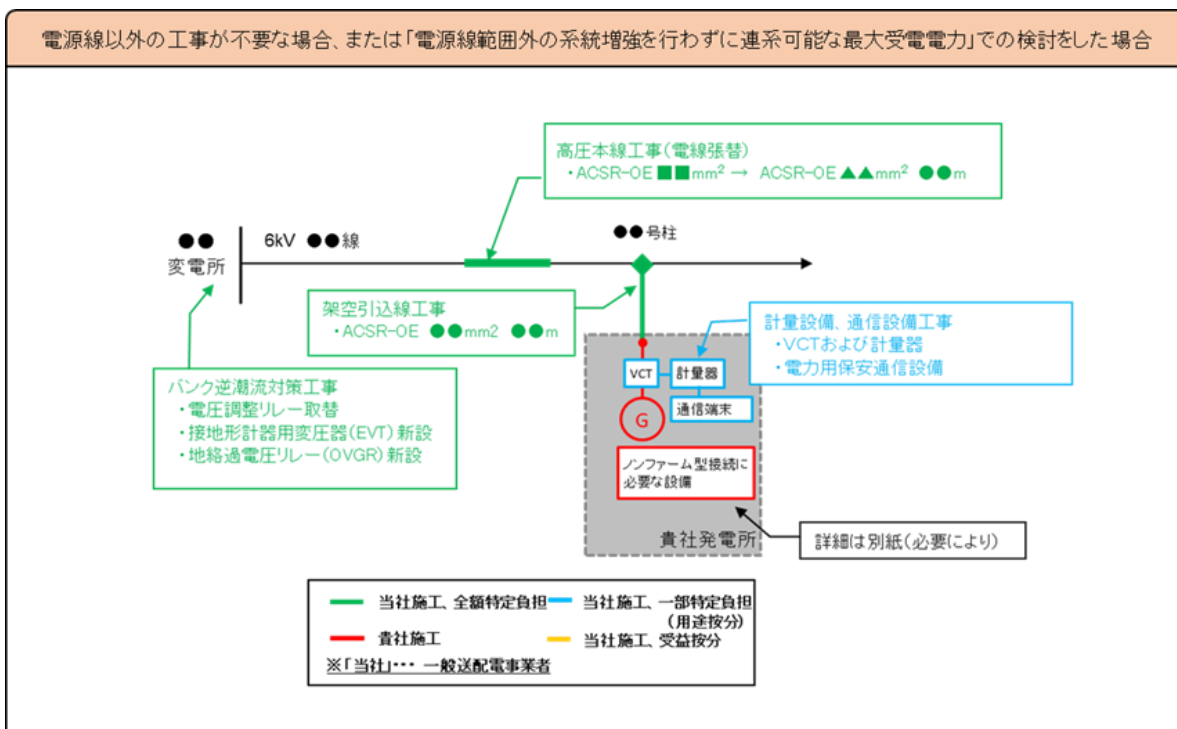 電源線以外の工事が不要な場合、または「電源線範囲外の系統増強を行わずに連系可能な最大受電電力」での検討をした場合
高圧本線工事(電線張替)
・ACSR-OE ■■mm² → ACSR-OE ▲▲mm² ●●m
●●
変電所
6kV ●●線
●●号柱
架空引込線工事
・ACSR-OE ●●mm2 ●●m
計量設備、通信設備工事
・VCTおよび計量器
・電力用保安通信設備
バンク逆潮流対策工事
・電圧調整リレー取替
・接地形計器用変圧器(EVT)新設
・地絡過電圧リレー(OVGR)新設
VCT
計量器
通信端末
G
ノンファーム型接続に
必要な設備
貴社発電所
詳細は別紙(必要により)
当社施工、全額特定負担
当社施工、一部特定負担
(用途按分)
貴社施工
当社施工、受益按分
※「当社」・・・ 一般送配電事業者